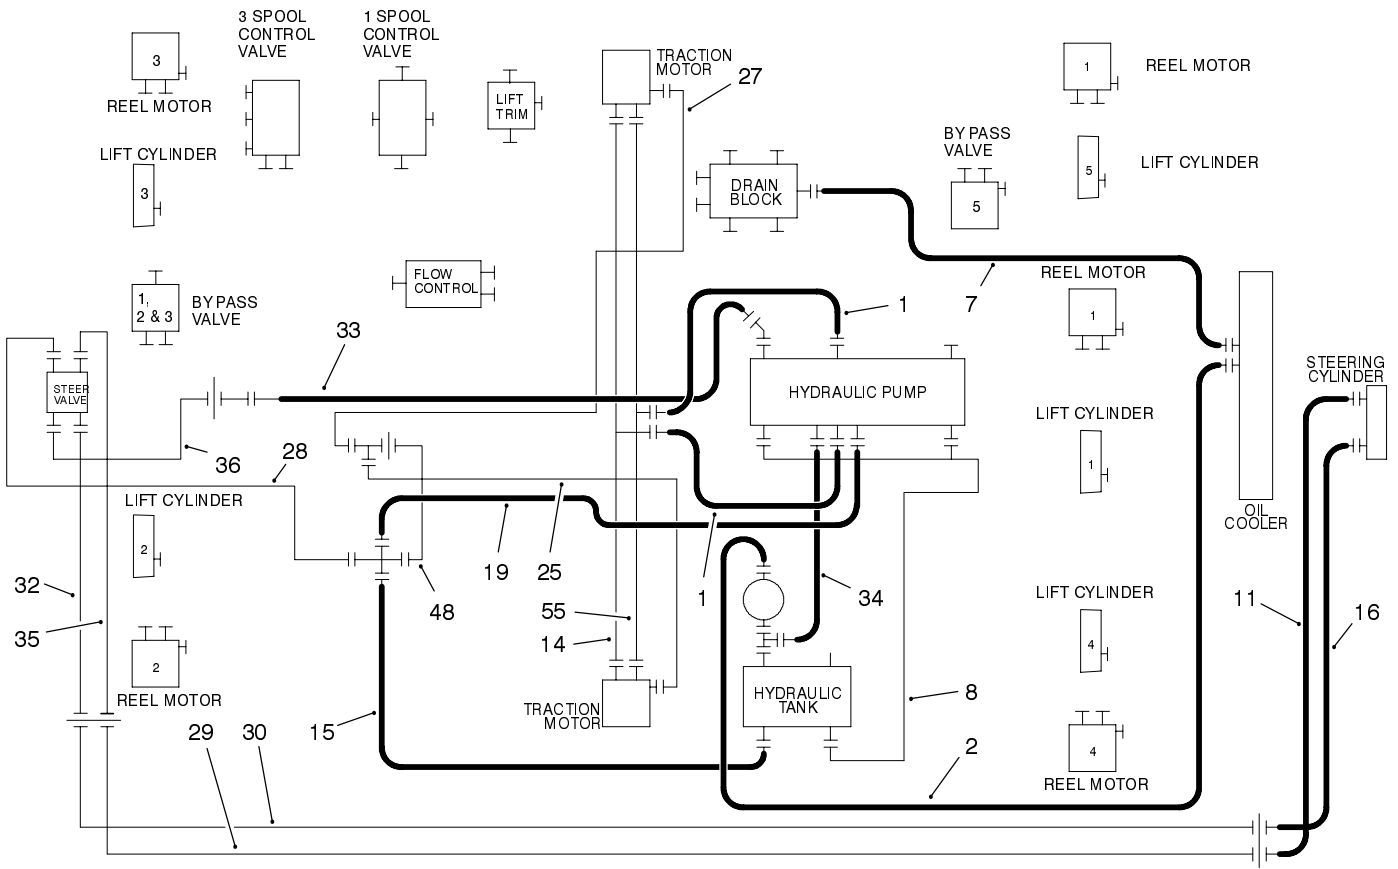 3 SPOOL
CONTROL
VALVE
1 SPOOL
CONTROL
VALVE
3
REEL MOTOR
LIFT
TRIM
TRACTION
MOTOR
27
1
REEL MOTOR
LIFT CYLINDER
3
DRAIN
BLOCK
BY PASS
VALVE
5
5
LIFT CYLINDER
1,
2 & 3
BY PASS
VALVE
FLOW
CONTROL
7
REEL MOTOR
1
1
33
STEER
VALVE
HYDRAULIC PUMP
STEERING
CYLINDER
LIFT CYLINDER
1
36
28
LIFT CYLINDER
2
OIL
COOLER
19
25
1
34
32
35
48
55
14
LIFT CYLINDER
4
11
16
2
REEL MOTOR
HYDRAULIC
TANK
8
TRACTION
MOTOR
29
30
15
2
4
REEL MOTOR